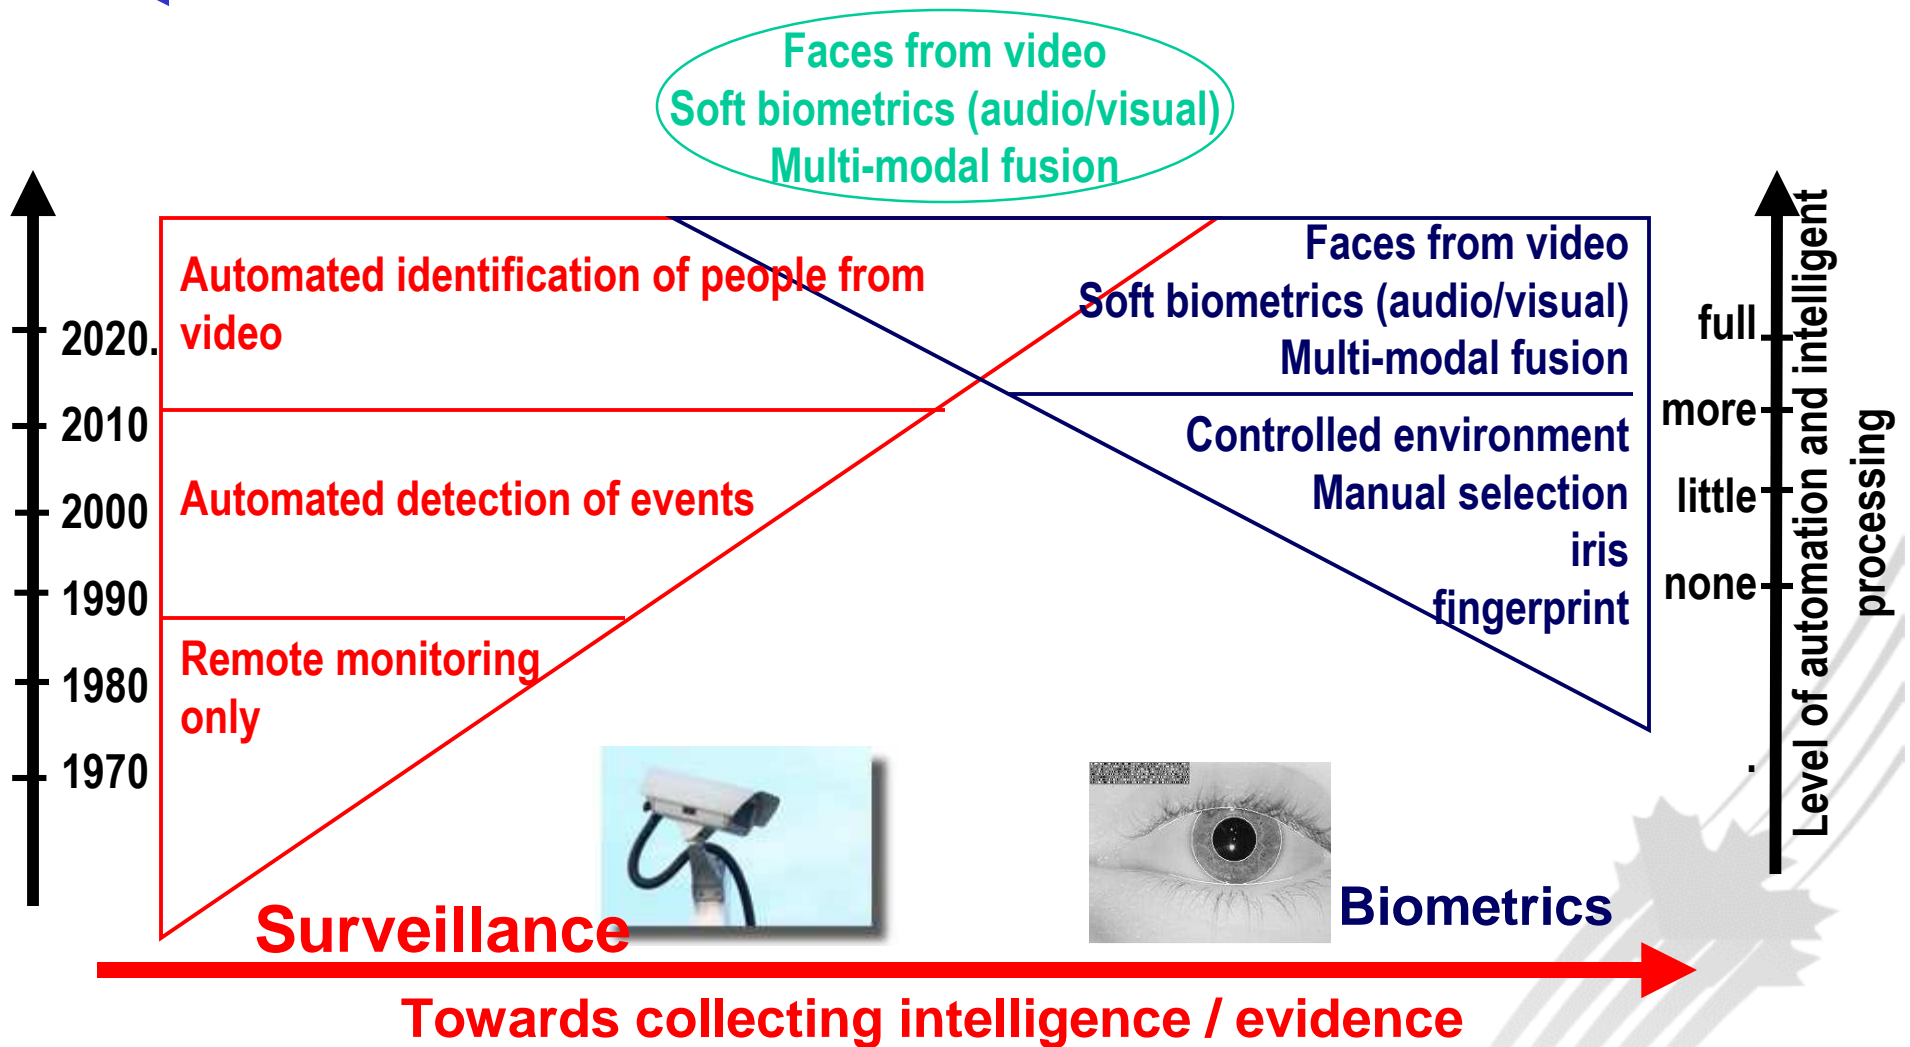 Faces from video
Soft biometrics (audio/visual)
Multi-modal fusion
Automated identification of people from
video
Automated detection of events
Remote monitoring
only
2020.
2010
2000
1990
1980
1970
Faces from video
Soft biometrics (audio/visual)
Multi-modal fusion
Controlled environment
Manual selection
iris
fingerprint
full
more
little
none
.
Level of automation and intelligent
processing
Surveillance
Biometrics
Towards collecting intelligence / evidence